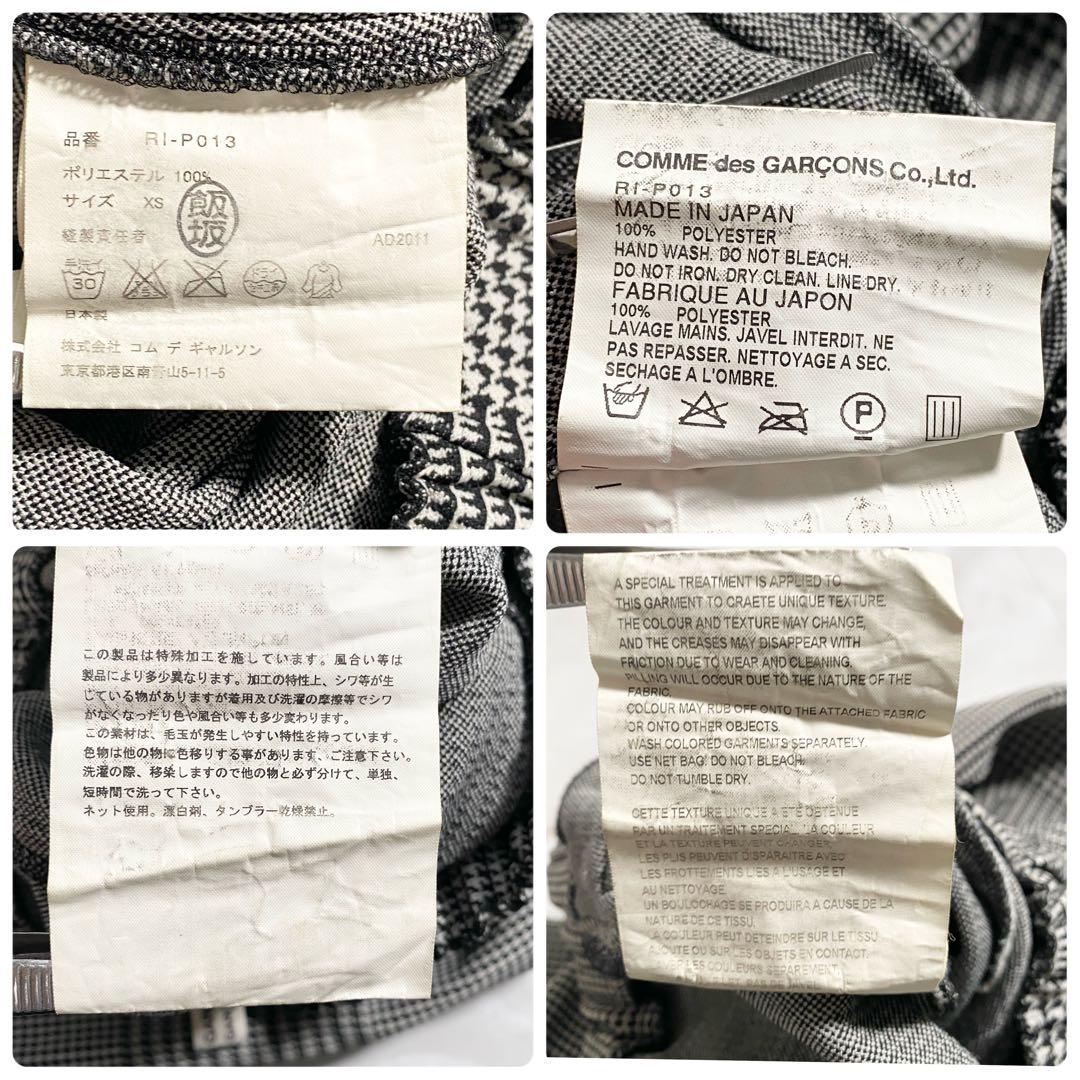 品番 RI-P013
ポリエステル 100%
サイズ XS
飯坂
縫製責任者
AD2011
手洗イ
30
ドライ
日本製
株式会社 コム デ ギャルソン
東京都港区南青山5-11-5
COMME des GARÇONS Co.,Ltd.
RI-P013
MADE IN JAPAN
100% POLYESTER
HAND WASH. DO NOT BLEACH.
DO NOT IRON. DRY CLEAN. LINE DRY.
FABRIQUE AU JAPON
100% POLYESTER
LAVAGE MAINS. JAVEL INTERDIT. NE
PAS REPASSER. NETTOYAGE A SEC.
SECHAGE A L'OMBRE.
P
この製品は特殊加工を施しています。風合い等は
製品により多少異なります。加工の特性上、シワ等が生
じている物がありますが着用及び洗濯の摩擦等でシワ
がなくなったり色や風合い等も多少変わります。
この素材は、毛玉が発生しやすい特性を持っています。
色物は他の物に色移りする事があります、ご注意下さい。
洗濯の際、移染しますので他の物と必ず分けて、単独、
短時間で洗って下さい。
ネット使用。漂白剤、タンブラー乾燥禁止。
A SPECIAL TREATMENT IS APPLIED TO
THIS GARMENT TO CRAETE UNIQUE TEXTURE.
THE COLOUR AND TEXTURE MAY CHANGE,
AND THE CREASES MAY DISAPPEAR WITH
FRICTION DUE TO WEAR AND CLEANING.
PILLING WILL OCCUR DUE TO THE NATURE OF THE
FABRIC.
COLOUR MAY RUB OFF ONTO THE ATTACHED FABRIC
OR ONTO OTHER OBJECTS.
WASH COLORED GARMENTS SEPARATELY.
USE NET BAG. DO NOT BLEACH.
DO NOT TUMBLE DRY.
CETTE TEXTURE UNIQUE A ETE OBTENUE
PAR UN TRAITEMENT SPECIAL. LA COULEUR
ET LA TEXTURE PEUVENT CHANGER,
LES PLIS PEUVENT DISPARAITRE AVEC
LES FROTTEMENTS LIES A L'USAGE ET
AU NETTOYAGE.
UN BOULOCHAGE SE PRODUIRA A CAUSE DE LA
NATURE DE CE TISSU.
LA COULEUR PEUT DETEINDRE SUR LE TISSU
AJOUTE OU SUR LES OBJETS EN CONTACT.
LAVER LES COULEURS SEPAREMENT.